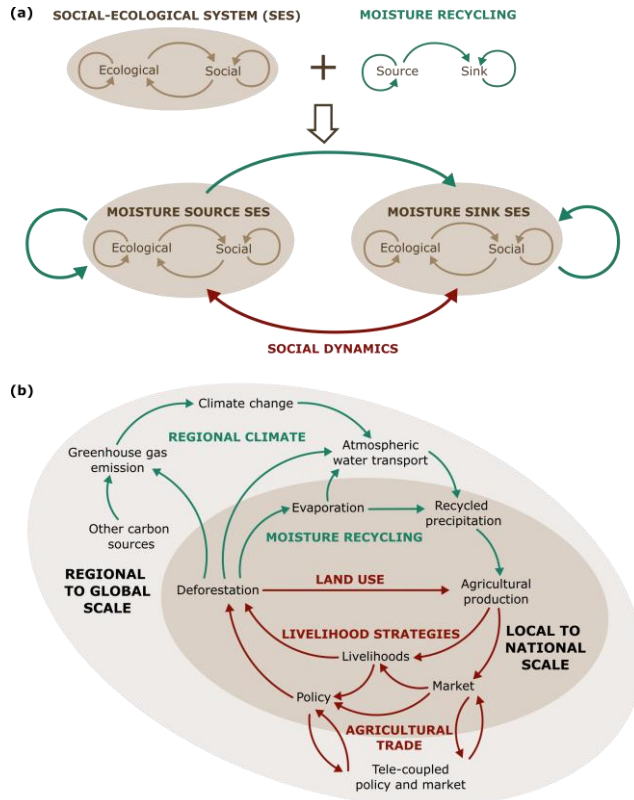 (a)
SOCIAL-ECOLOGICAL SYSTEM (SES)
MOISTURE RECYCLING
Ecological
Social
+
Source
Sink
MOISTURE SOURCE SES
Ecological
Social
MOISTURE SINK SES
Ecological
Social
SOCIAL DYNAMICS
(b)
Climate change
REGIONAL CLIMATE
Greenhouse gas
emission
Atmospheric
water transport
Evaporation
Recycled
precipitation
Other carbon
sources
MOISTURE RECYCLING
REGIONAL
TO GLOBAL
SCALE
Deforestation
LAND USE
Agricultural
production
LIVELIHOOD STRATEGIES
LOCAL TO
NATIONAL
SCALE
Livelihoods
Market
Policy
AGRICULTURAL
TRADE
Tele-coupled
policy and market